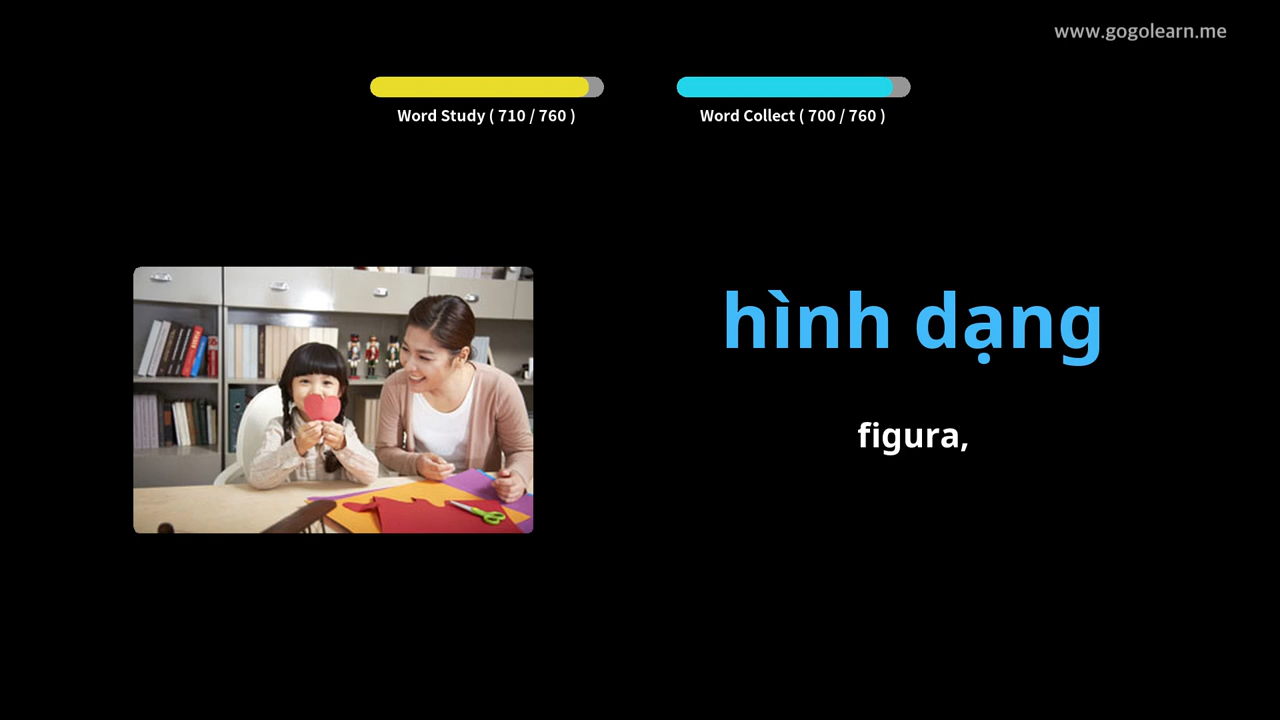 www.gogolearn.me
Word Study ( 710 / 760 )
Word Collect ( 700 / 760 )
hình dạng
figura,